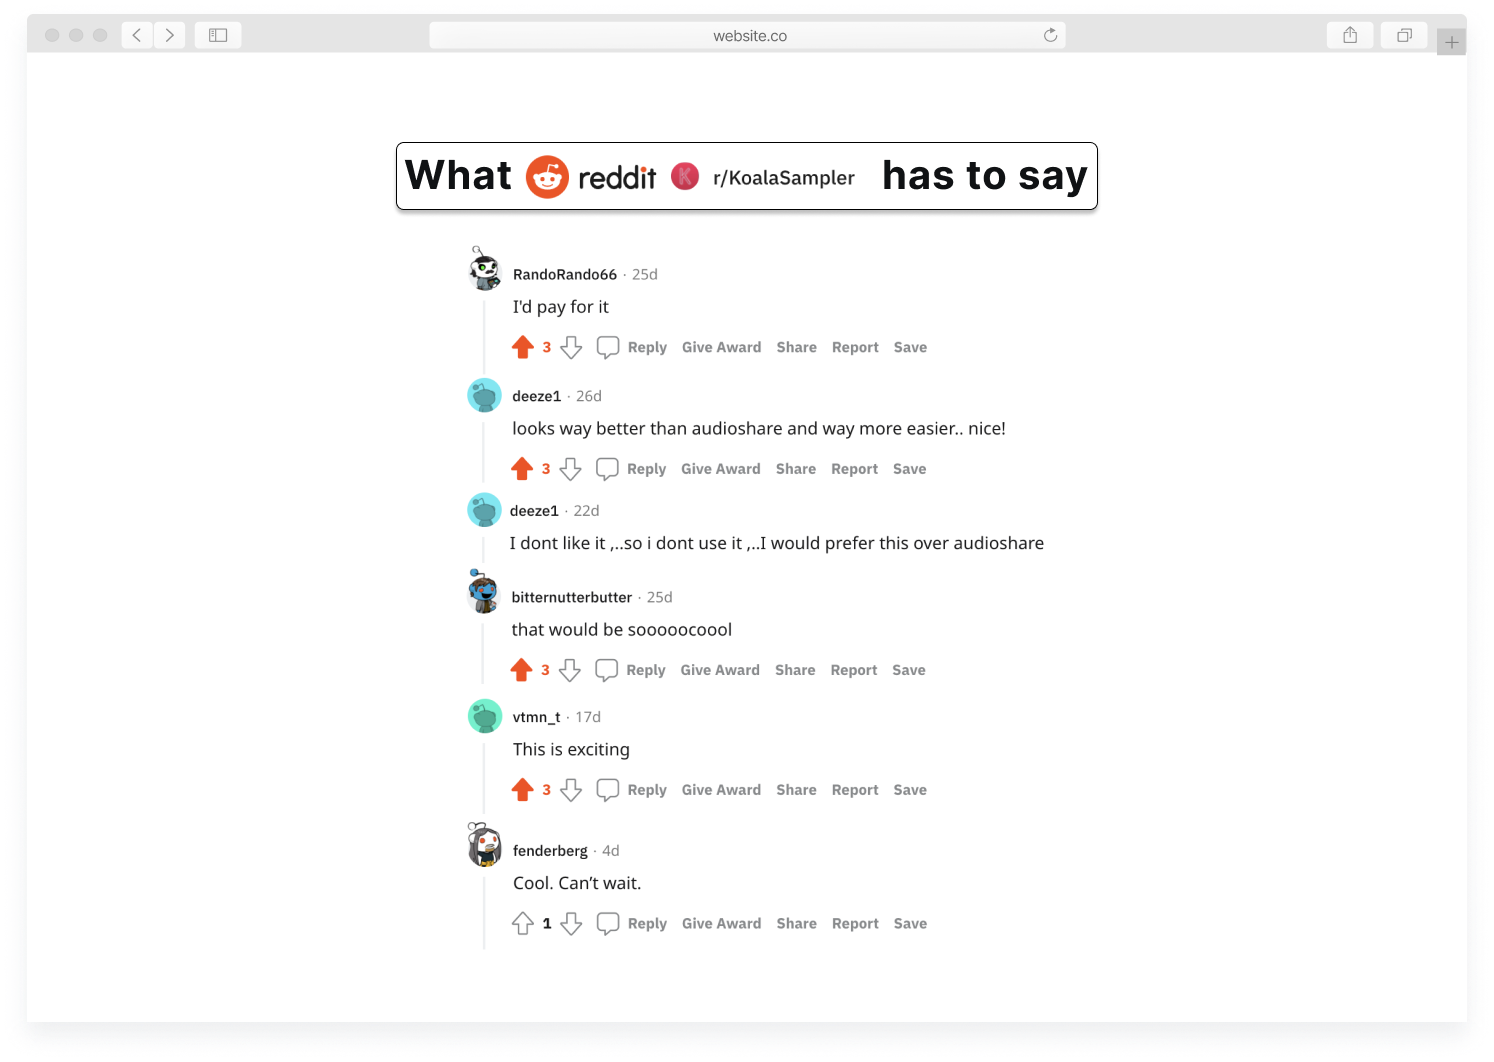 website.co
What reddit K r/KoalaSampler has to say
RandoRando66 · 25d
I'd pay for it
3 Reply Give Award Share Report Save
deeze1 · 26d
looks way better than audioshare and way more easier.. nice!
3 Reply Give Award Share Report Save
deeze1 · 22d
I dont like it ,..so i dont use it ,..I would prefer this over audioshare
bitternutterbutter · 25d
that would be sooooocoool
3 Reply Give Award Share Report Save
vtmn_t · 17d
This is exciting
3 Reply Give Award Share Report Save
fenderberg · 4d
Cool. Can’t wait.
1 Reply Give Award Share Report Save